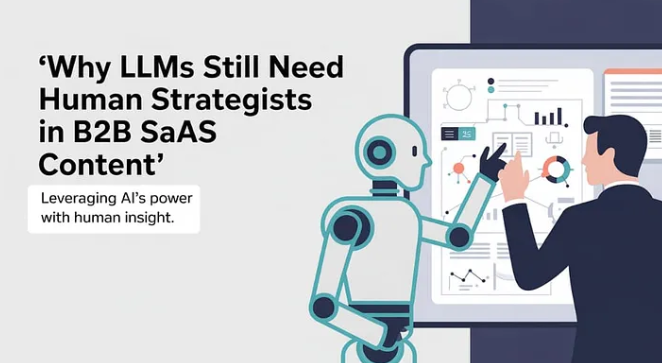 ‘Why LLMs Still Need
Human Strategists
in B2B SaAS
Content’
Leveraging AI’s power
with human insight.